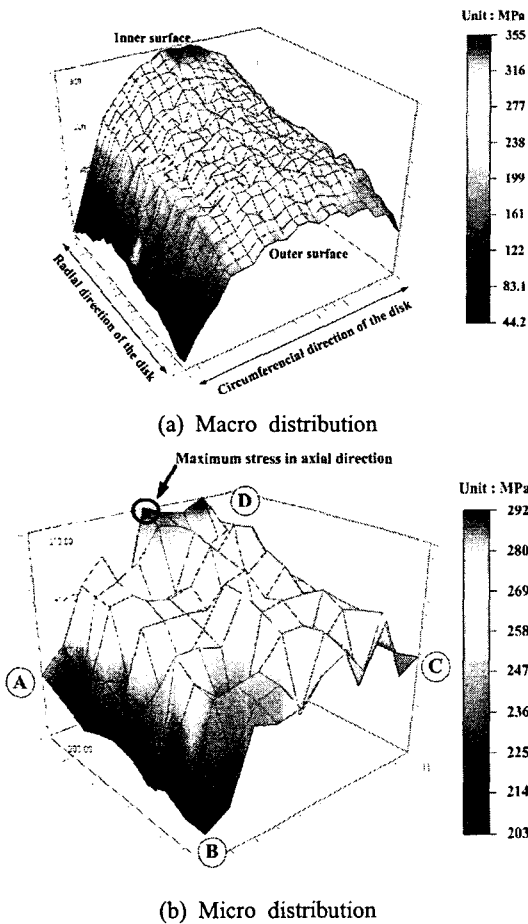 Unit : MPa
355
316
277
238
199
161
122
83.1
44.2
Inner surface
Outer surface
Radial direction of the disk
Circumferencial direction of the disk
(a) Macro distribution
Maximum stress in axial direction
Unit : MPa
292
280
269
258
247
236
225
214
203
D
A
C
B
200.00
(b) Micro distribution